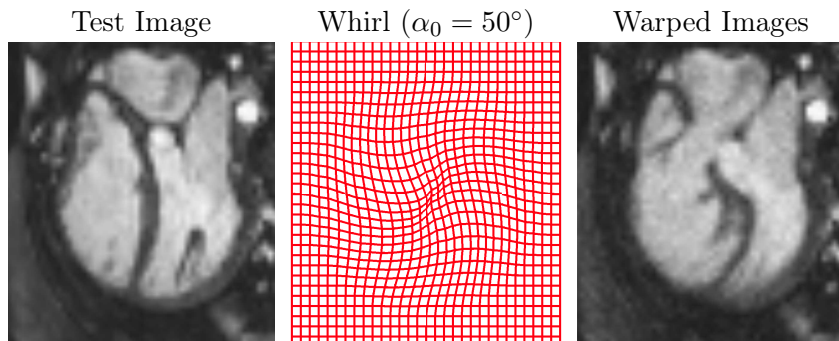 Test Image
Whirl (α₀ = 50°)
Warped Images